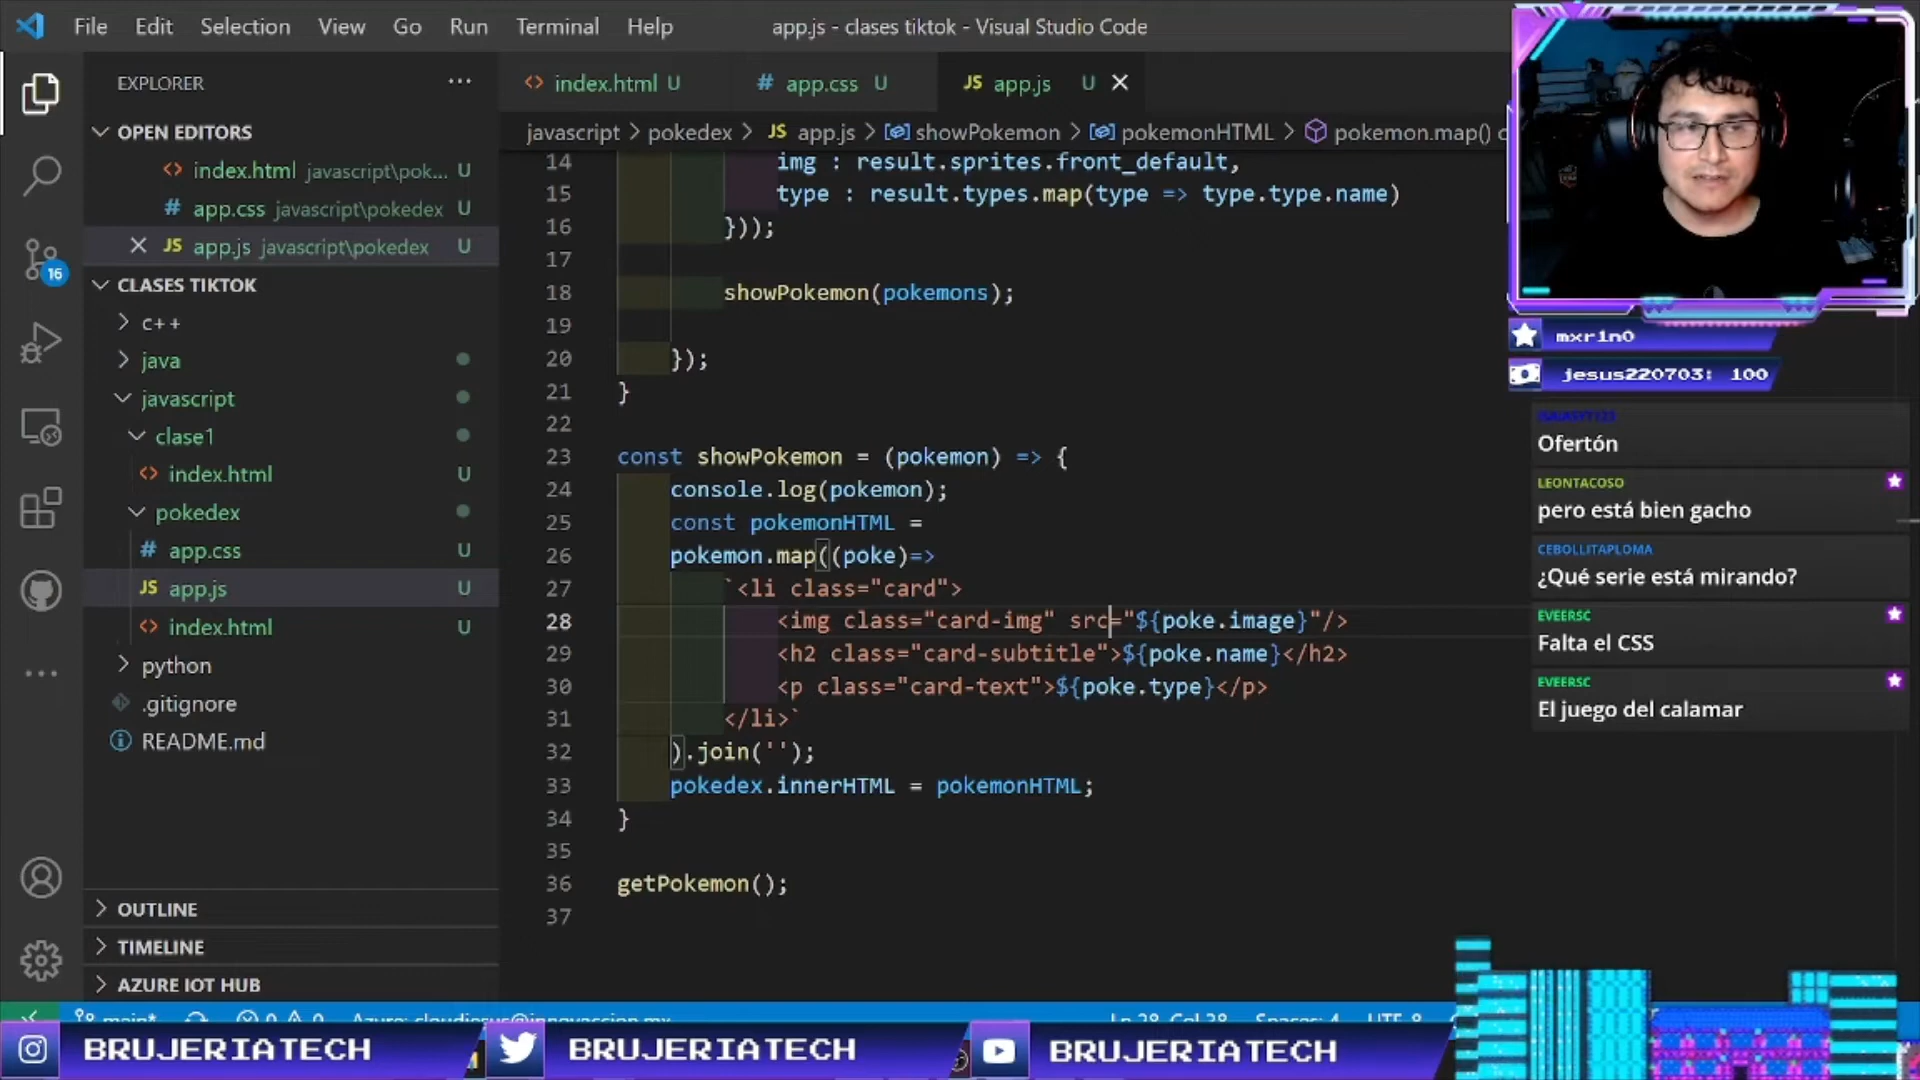 File Edit Selection View Go Run Terminal Help
app.js - clases tiktok - Visual Studio Code
EXPLORER ...
OPEN EDITORS
index.html javascript\pok... U
app.css javascript\pokedex U
app.js javascript\pokedex U
CLASES TIKTOK
c++
java
javascript
clase1
index.html U
pokedex
app.css U
app.js U
index.html U
python
.gitignore
README.md
OUTLINE
TIMELINE
AZURE IOT HUB
16
index.html U
app.css U
app.js U
javascript > pokedex > JS app.js > showPokemon > pokemonHTML > pokemon.map() c
14 img : result.sprites.front_default,
15 type : result.types.map(type => type.type.name)
16 }));
17
18 showPokemon(pokemons);
19
20 });
21 }
22
23 const showPokemon = (pokemon) => {
24 console.log(pokemon);
25 const pokemonHTML =
26 pokemon.map((poke)=>
27 `<li class="card">
28 <img class="card-img" src="${poke.image}"/>
29 <h2 class="card-subtitle">${poke.name}</h2>
30 <p class="card-text">${poke.type}</p>
31 </li>`
32 ).join('');
33 pokedex.innerHTML = pokemonHTML;
34 }
35
36 getPokemon();
37
mxr1n0
jesus220703: 100
Ofertón
LEONTACOSO
pero está bien gacho
CEBOLLITAPLOMA
¿Qué serie está mirando?
EVEERSC
Falta el CSS
EVEERSC
El juego del calamar
main* 0 0 Azure: cloudjesus@innovaccion.mx Ln 28, Col 38 Spaces: 4 UTF-8
BRUJERIATECH
BRUJERIATECH
BRUJERIATECH